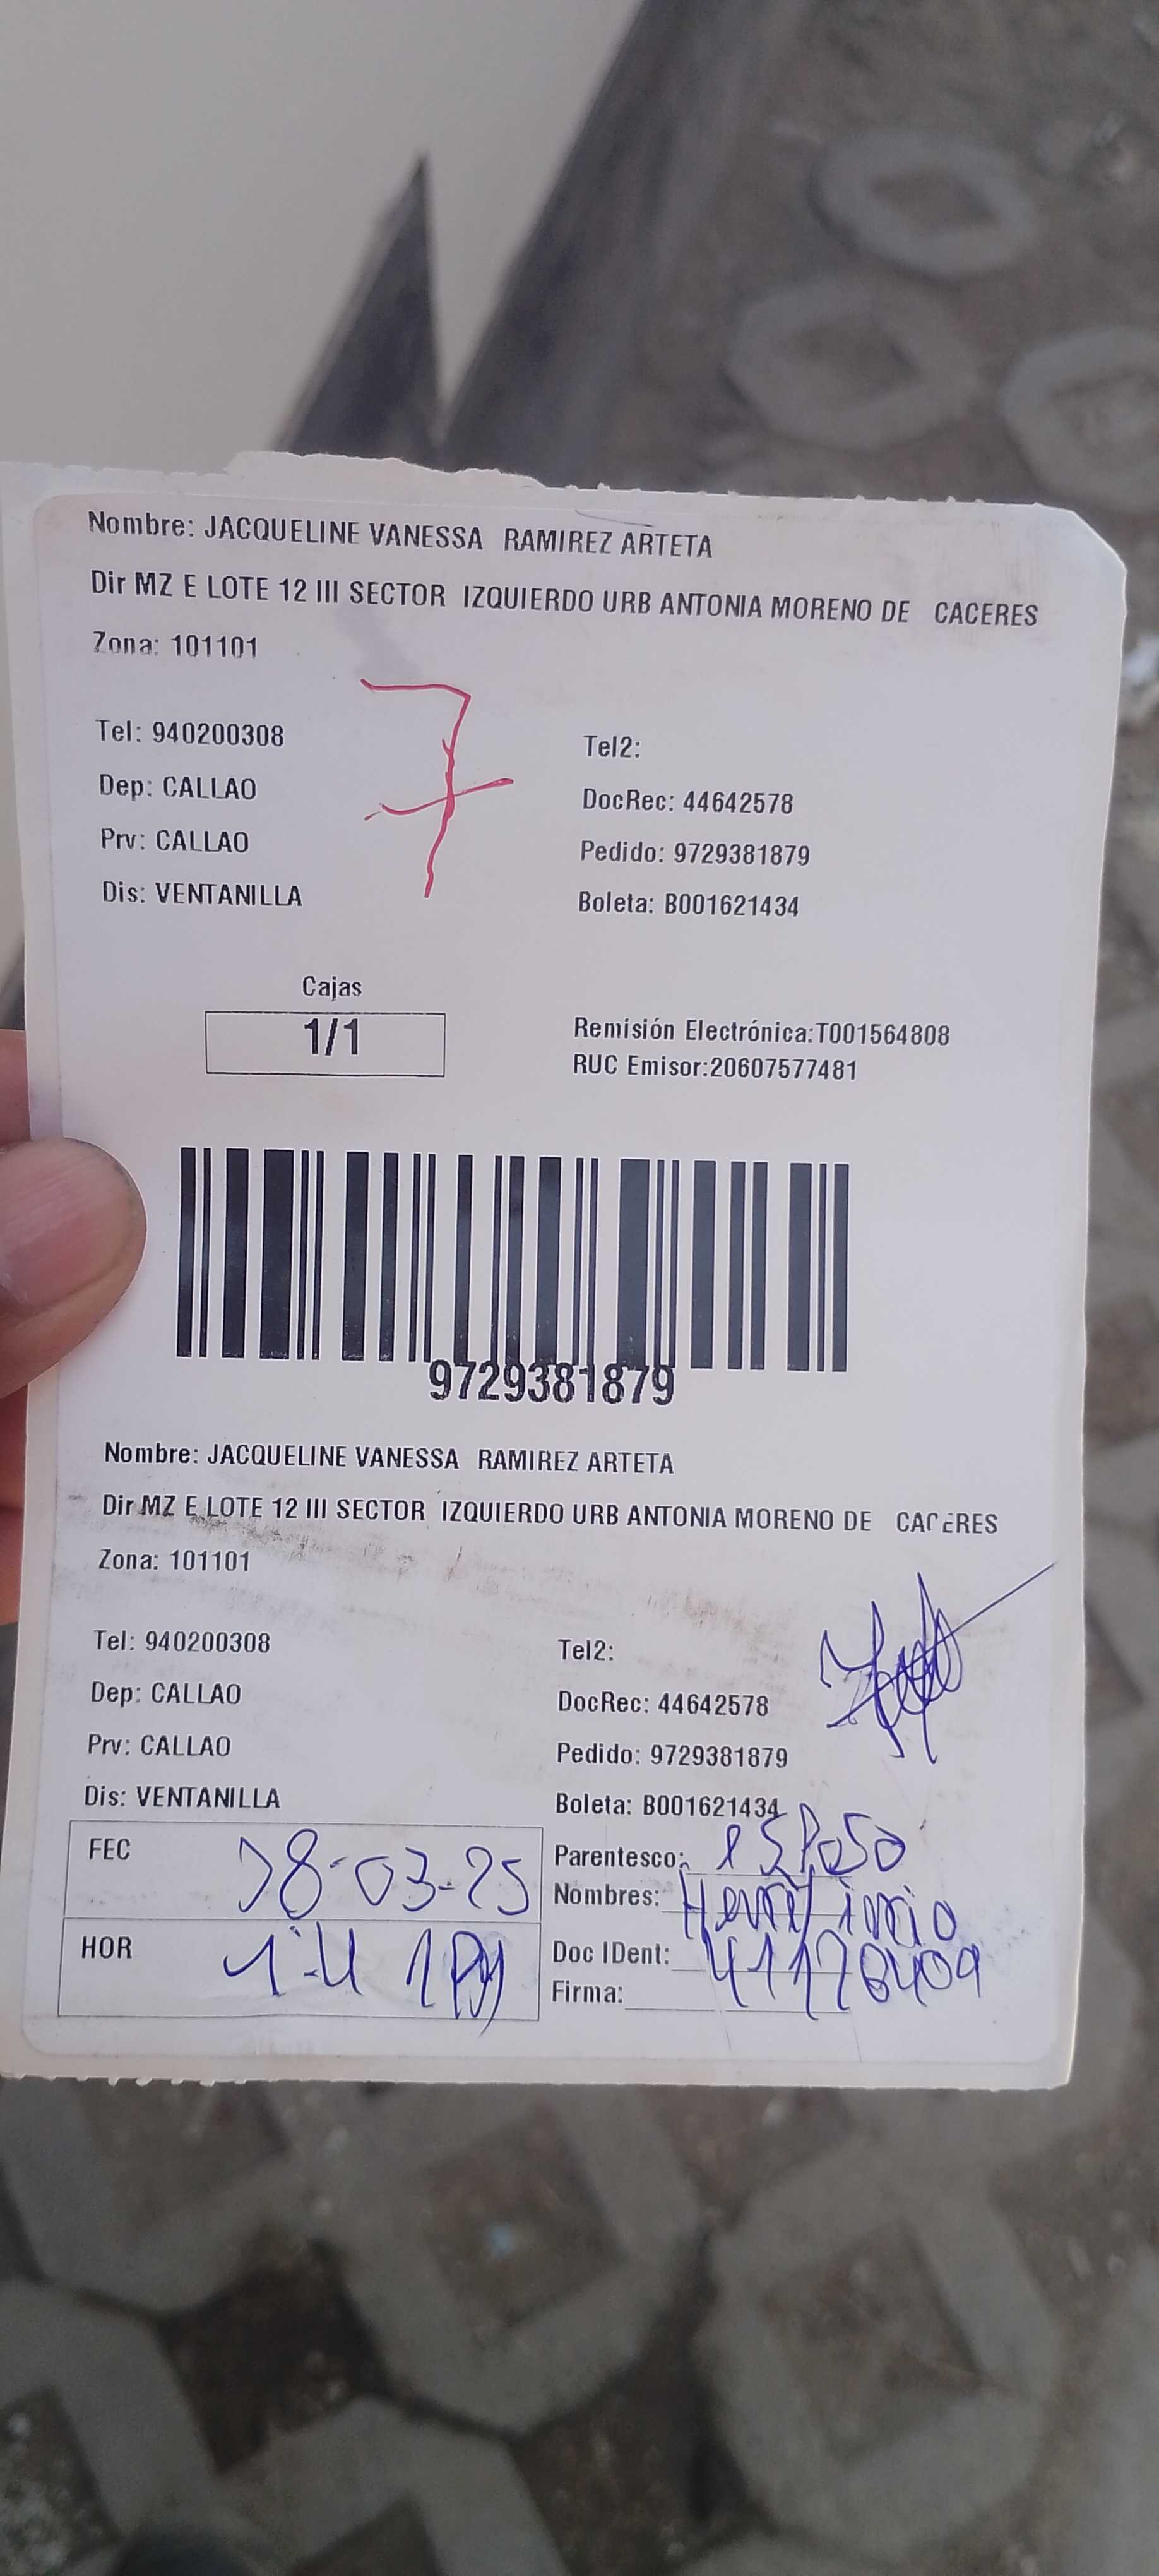 Nombre: JACQUELINE VANESSA RAMIREZ ARTETA
Dir MZ E LOTE 12 III SECTOR IZQUIERDO URB ANTONIA MORENO DE CACERES
Zona: 101101
7
Tel: 940200308 Tel2:
Dep: CALLAO DocRec: 44642578
Prv: CALLAO Pedido: 9729381879
Dis: VENTANILLA Boleta: B001621434
Cajas
1/1
Remisión Electrónica:T001564808
RUC Emisor:20607577481
9729381879
Nombre: JACQUELINE VANESSA RAMIREZ ARTETA
Dir MZ E LOTE 12 III SECTOR IZQUIERDO URB ANTONIA MORENO DE CACERES
Zona: 101101
Tel: 940200308 Tel2:
Dep: CALLAO DocRec: 44642578
Prv: CALLAO Pedido: 9729381879
Dis: VENTANILLA Boleta: B001621434
FEC 28-03-25 Parentesco: esposo
Nombres: Henry
HOR Doc IDent:
Firma: